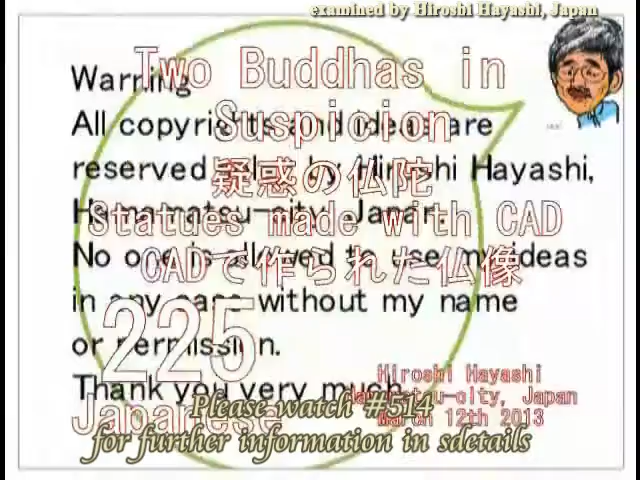 examined by Hiroshi Hayashi, Japan
Warning
All copyrights and ideas are
reserved by Hiroshi Hayashi,
Hamamatsu-city, Japan.
No one is allowed to use my ideas
in any case without my name
or permission.
Thank you very much.
Two Buddhas in
Suspicion
疑惑の仏陀
Statues made with CAD
CADで作られた仏像
225
Japanese
Hiroshi Hayashi
Hamamatsu-city, Japan
March 12th 2013
Please watch #514
for further information in sdetails